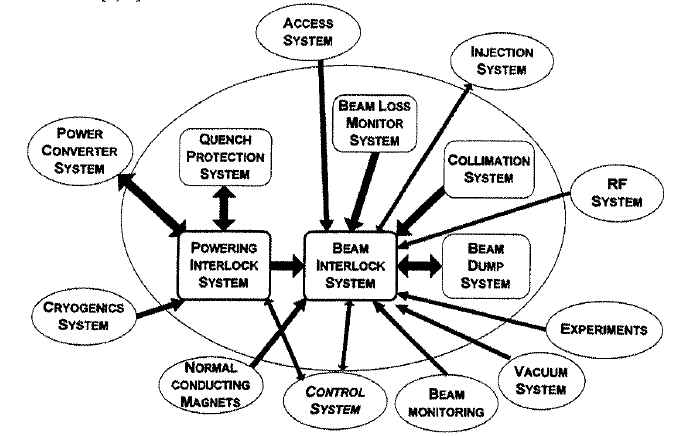 ACCESS
SYSTEM
INJECTION
SYSTEM
BEAM LOSS
MONITOR
SYSTEM
POWER
CONVERTER
SYSTEM
QUENCH
PROTECTION
SYSTEM
COLLIMATION
SYSTEM
RF
SYSTEM
POWERING
INTERLOCK
SYSTEM
BEAM
INTERLOCK
SYSTEM
BEAM
DUMP
SYSTEM
CRYOGENICS
SYSTEM
EXPERIMENTS
NORMAL
CONDUCTING
MAGNETS
CONTROL
SYSTEM
BEAM
MONITORING
VACUUM
SYSTEM